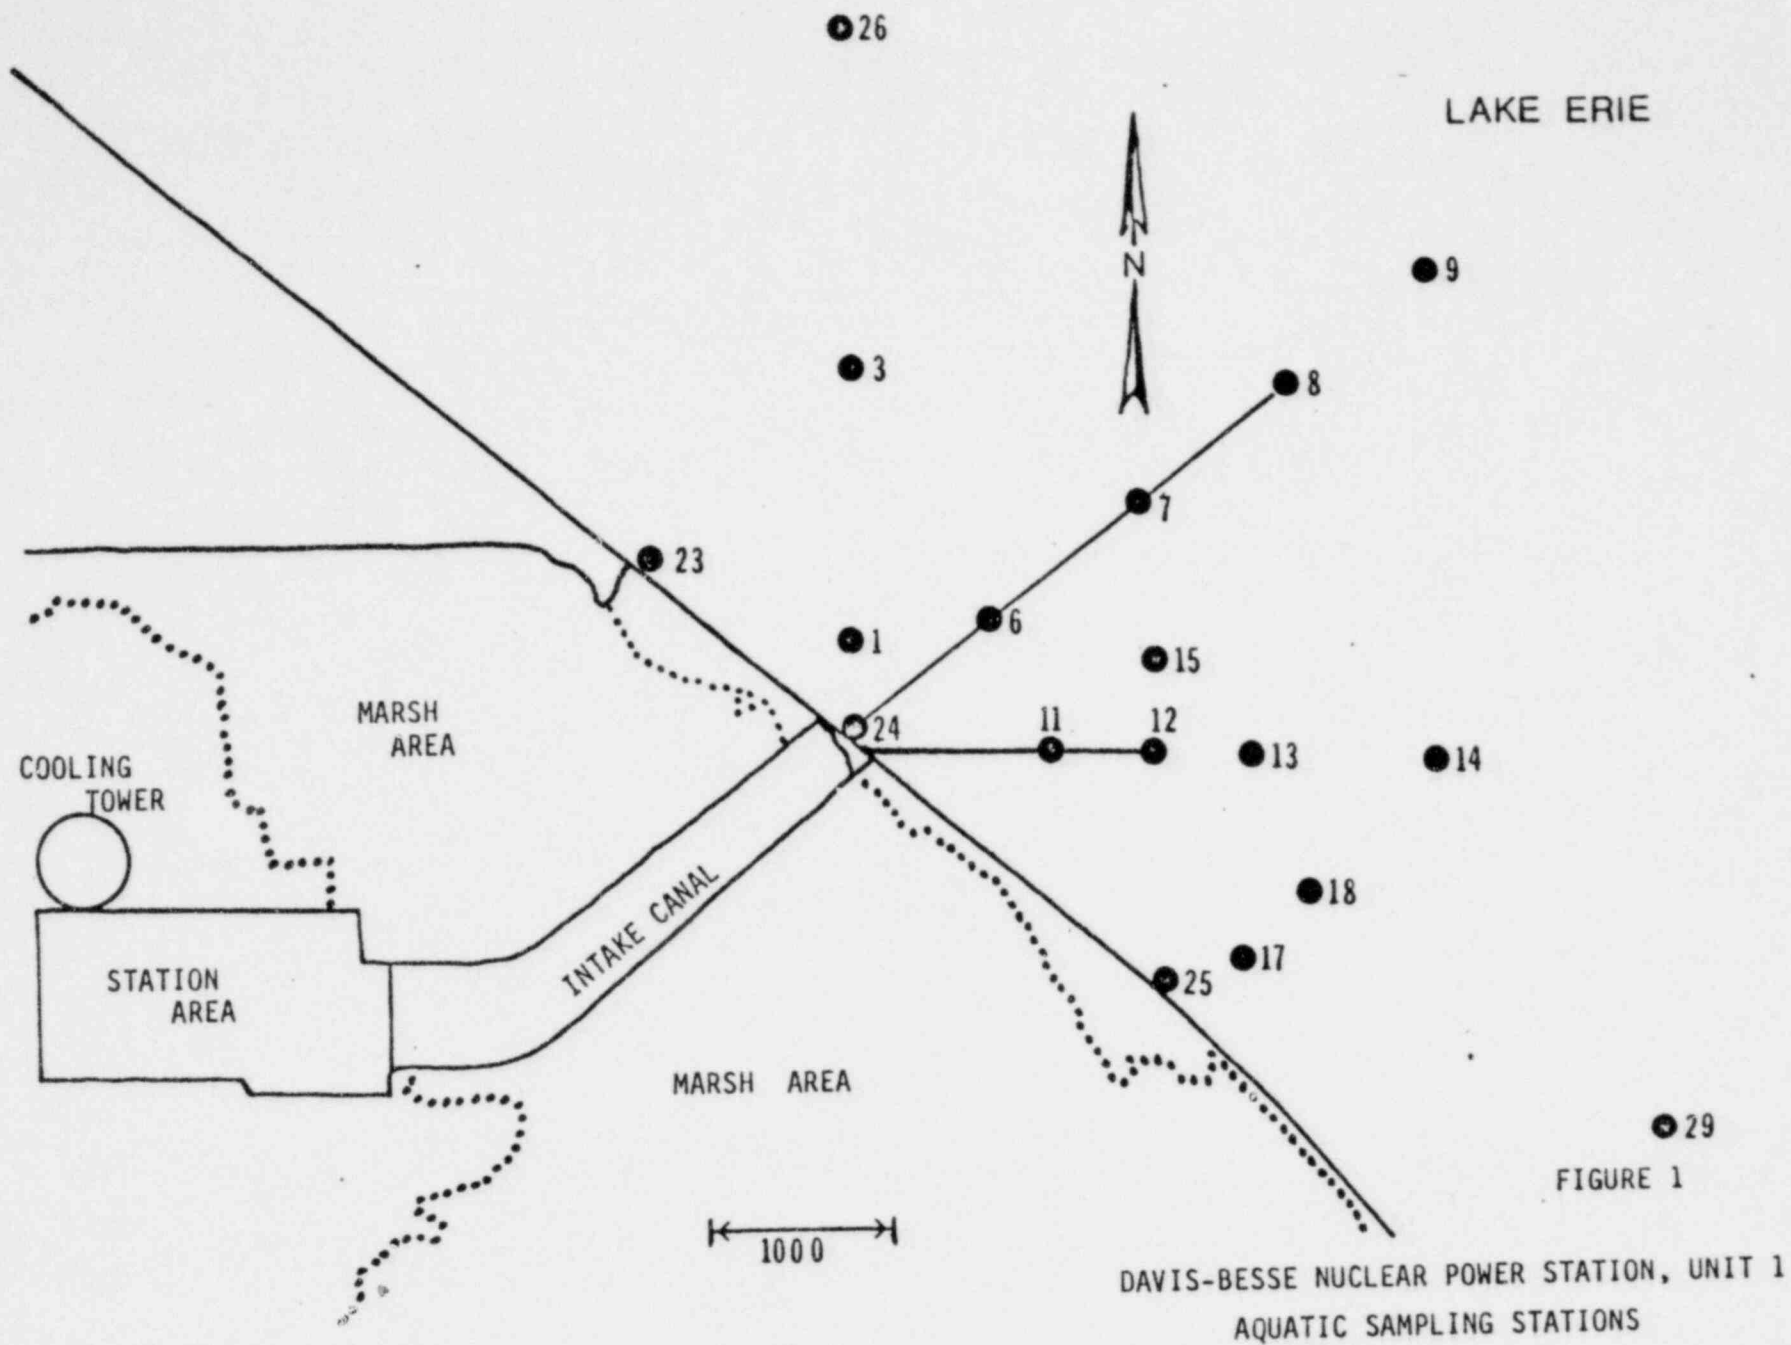 26
LAKE ERIE
N
9
3
8
7
23
6
1
15
MARSH
AREA
24
11
12
13
14
COOLING
TOWER
18
INTAKE CANAL
17
25
STATION
AREA
MARSH AREA
29
FIGURE 1
1000
DAVIS-BESSE NUCLEAR POWER STATION, UNIT 1
AQUATIC SAMPLING STATIONS